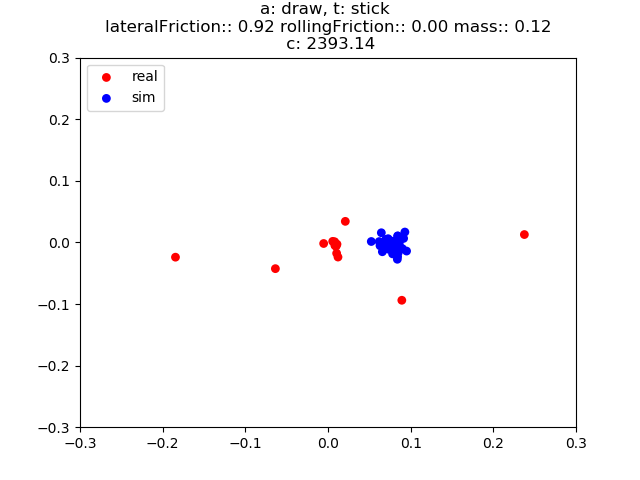 a: draw, t: stick
lateralFriction:: 0.92 rollingFriction:: 0.00 mass:: 0.12
c: 2393.14
real
sim
0.3
0.2
0.1
0.0
−0.1
−0.2
−0.3
−0.3 −0.2 −0.1 0.0 0.1 0.2 0.3